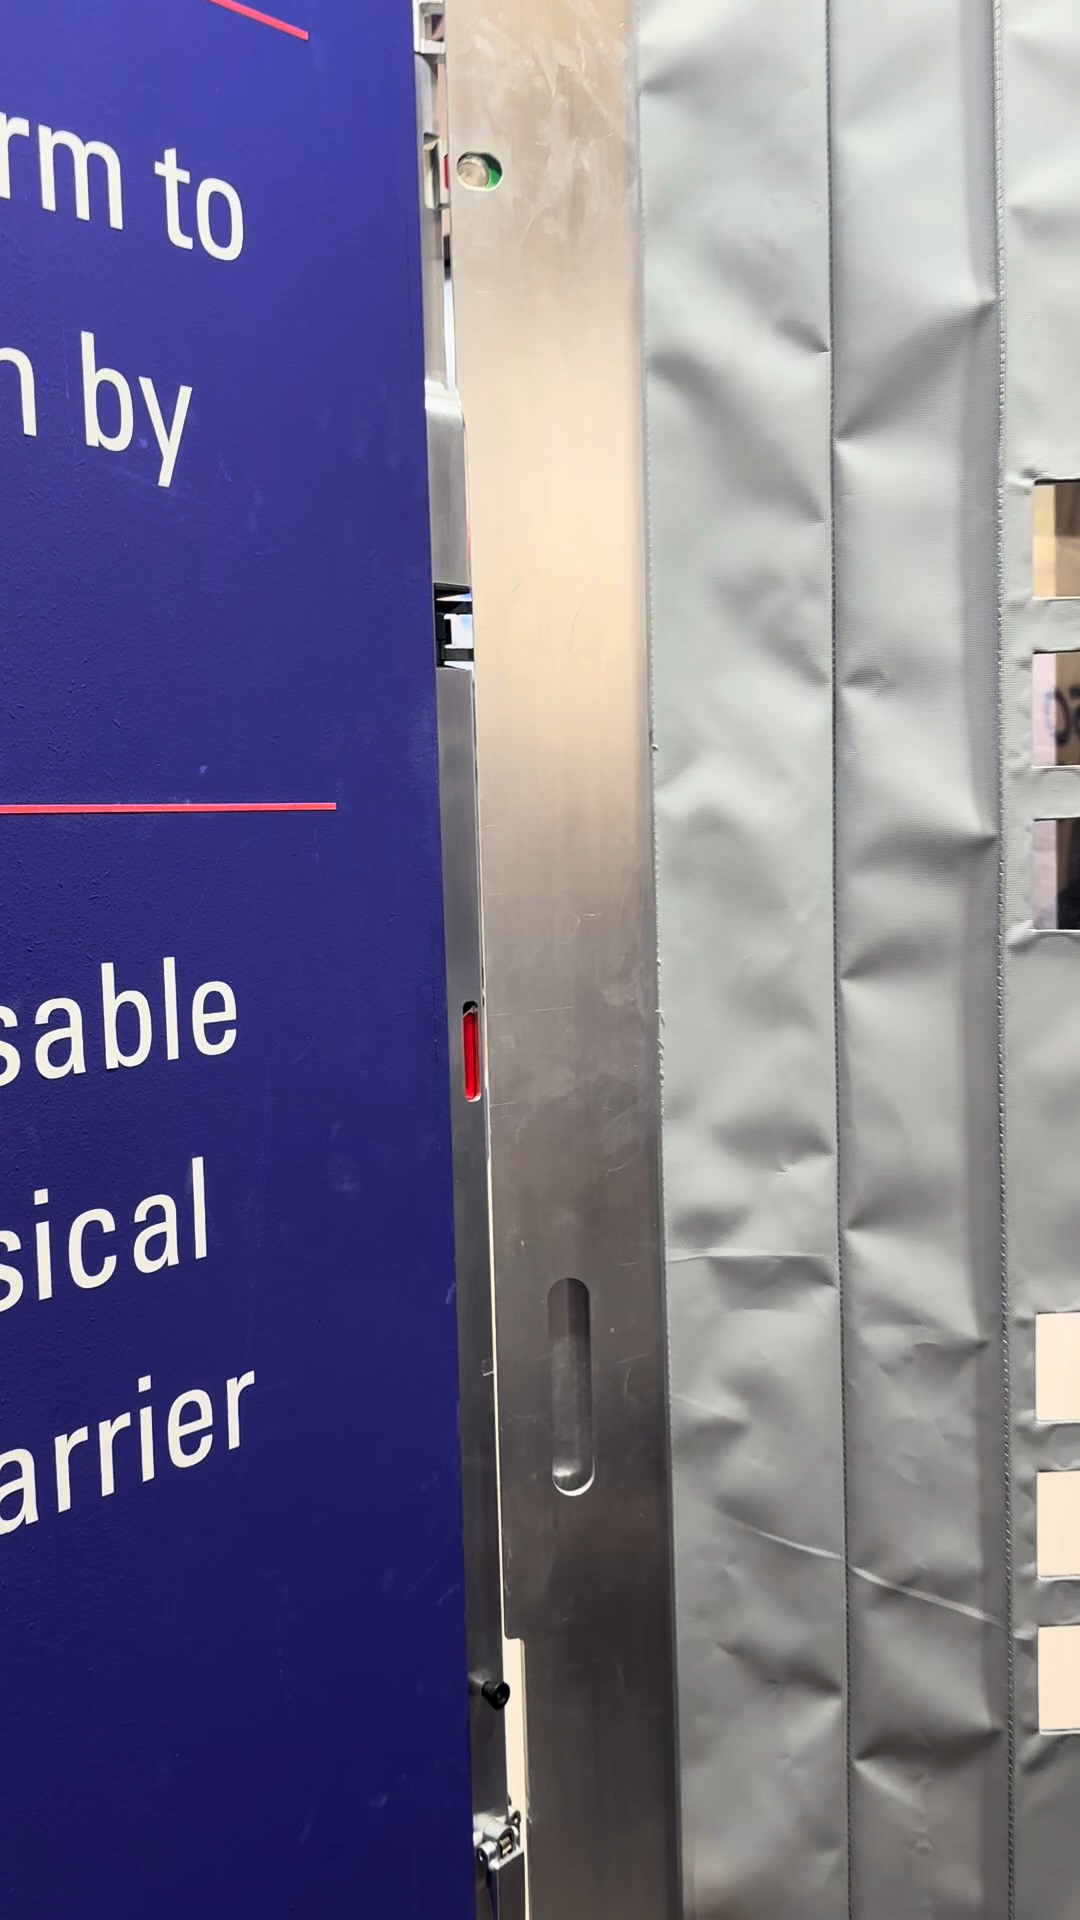 rm to
n by
sable
sical
arrier